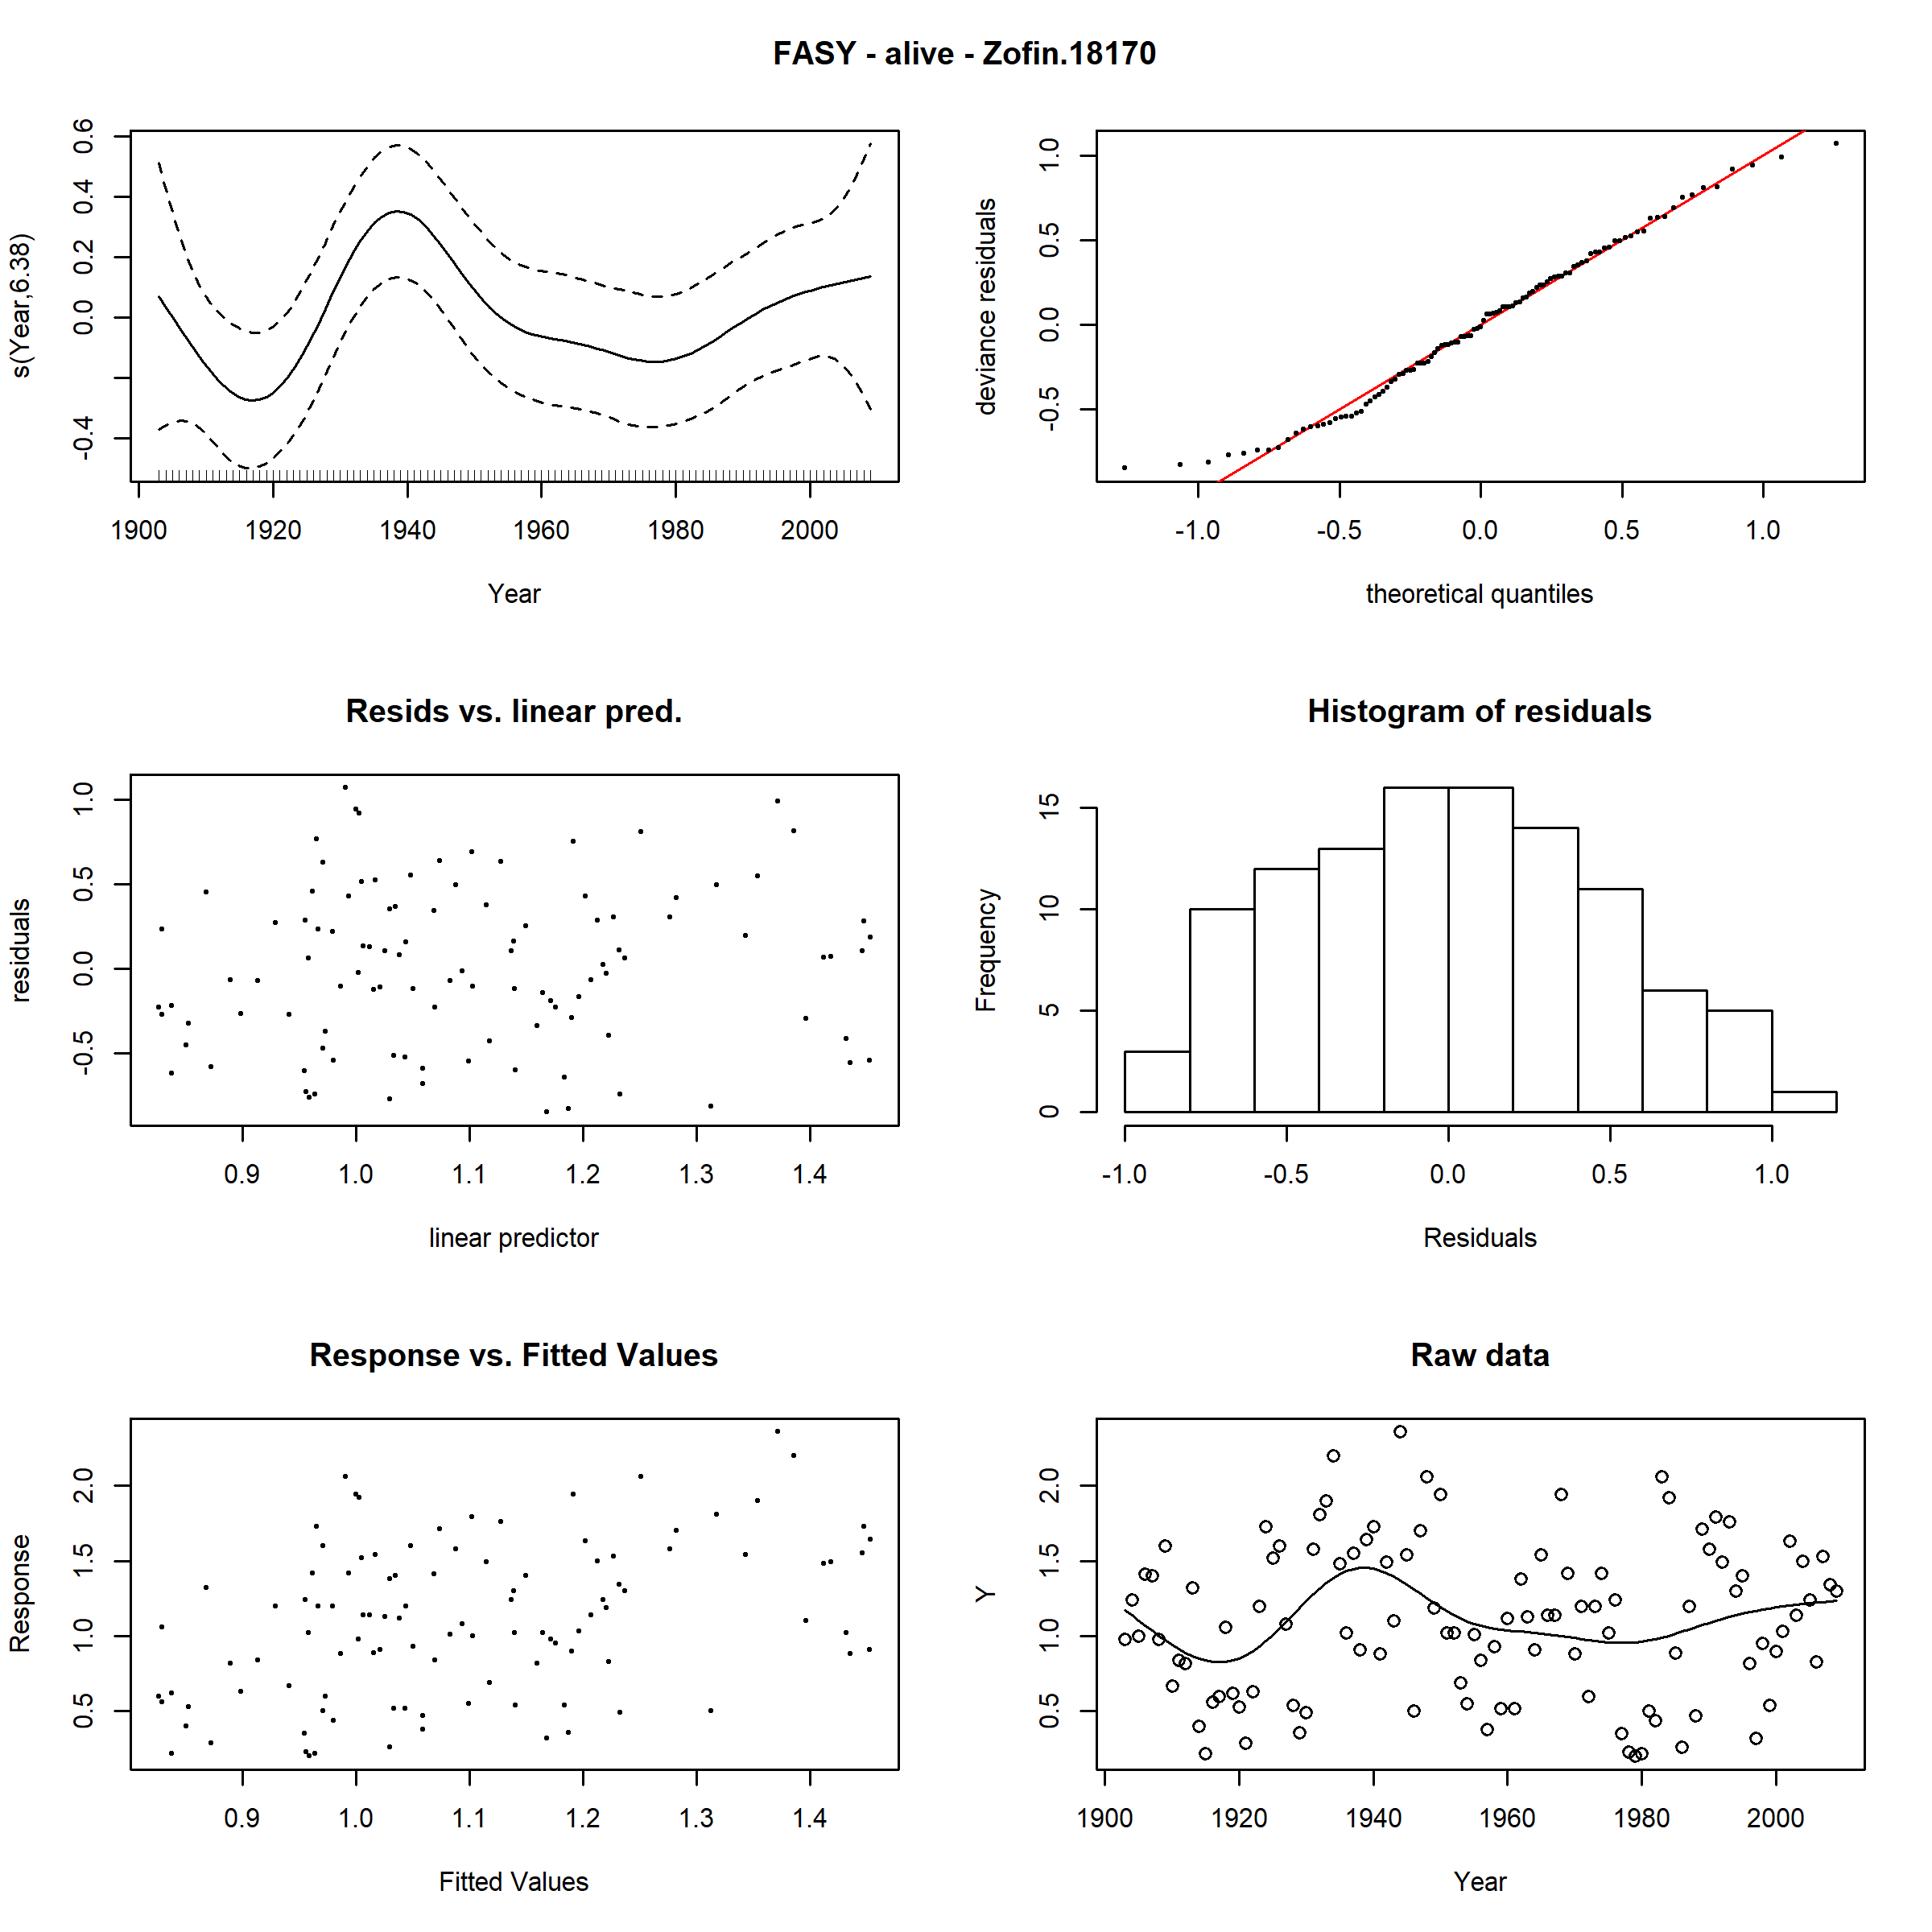 FASY - alive - Zofin.18170
s(Year,6.38)
-0.4 0.0 0.2 0.4 0.6
1900 1920 1940 1960 1980 2000
Year
deviance residuals
-0.5 0.0 0.5 1.0
-1.0 -0.5 0.0 0.5 1.0
theoretical quantiles
Resids vs. linear pred.
residuals
-0.5 0.0 0.5 1.0
0.9 1.0 1.1 1.2 1.3 1.4
linear predictor
Histogram of residuals
Frequency
0 5 10 15
-1.0 -0.5 0.0 0.5 1.0
Residuals
Response vs. Fitted Values
Response
0.5 1.0 1.5 2.0
0.9 1.0 1.1 1.2 1.3 1.4
Fitted Values
Raw data
Y
0.5 1.0 1.5 2.0
1900 1920 1940 1960 1980 2000
Year